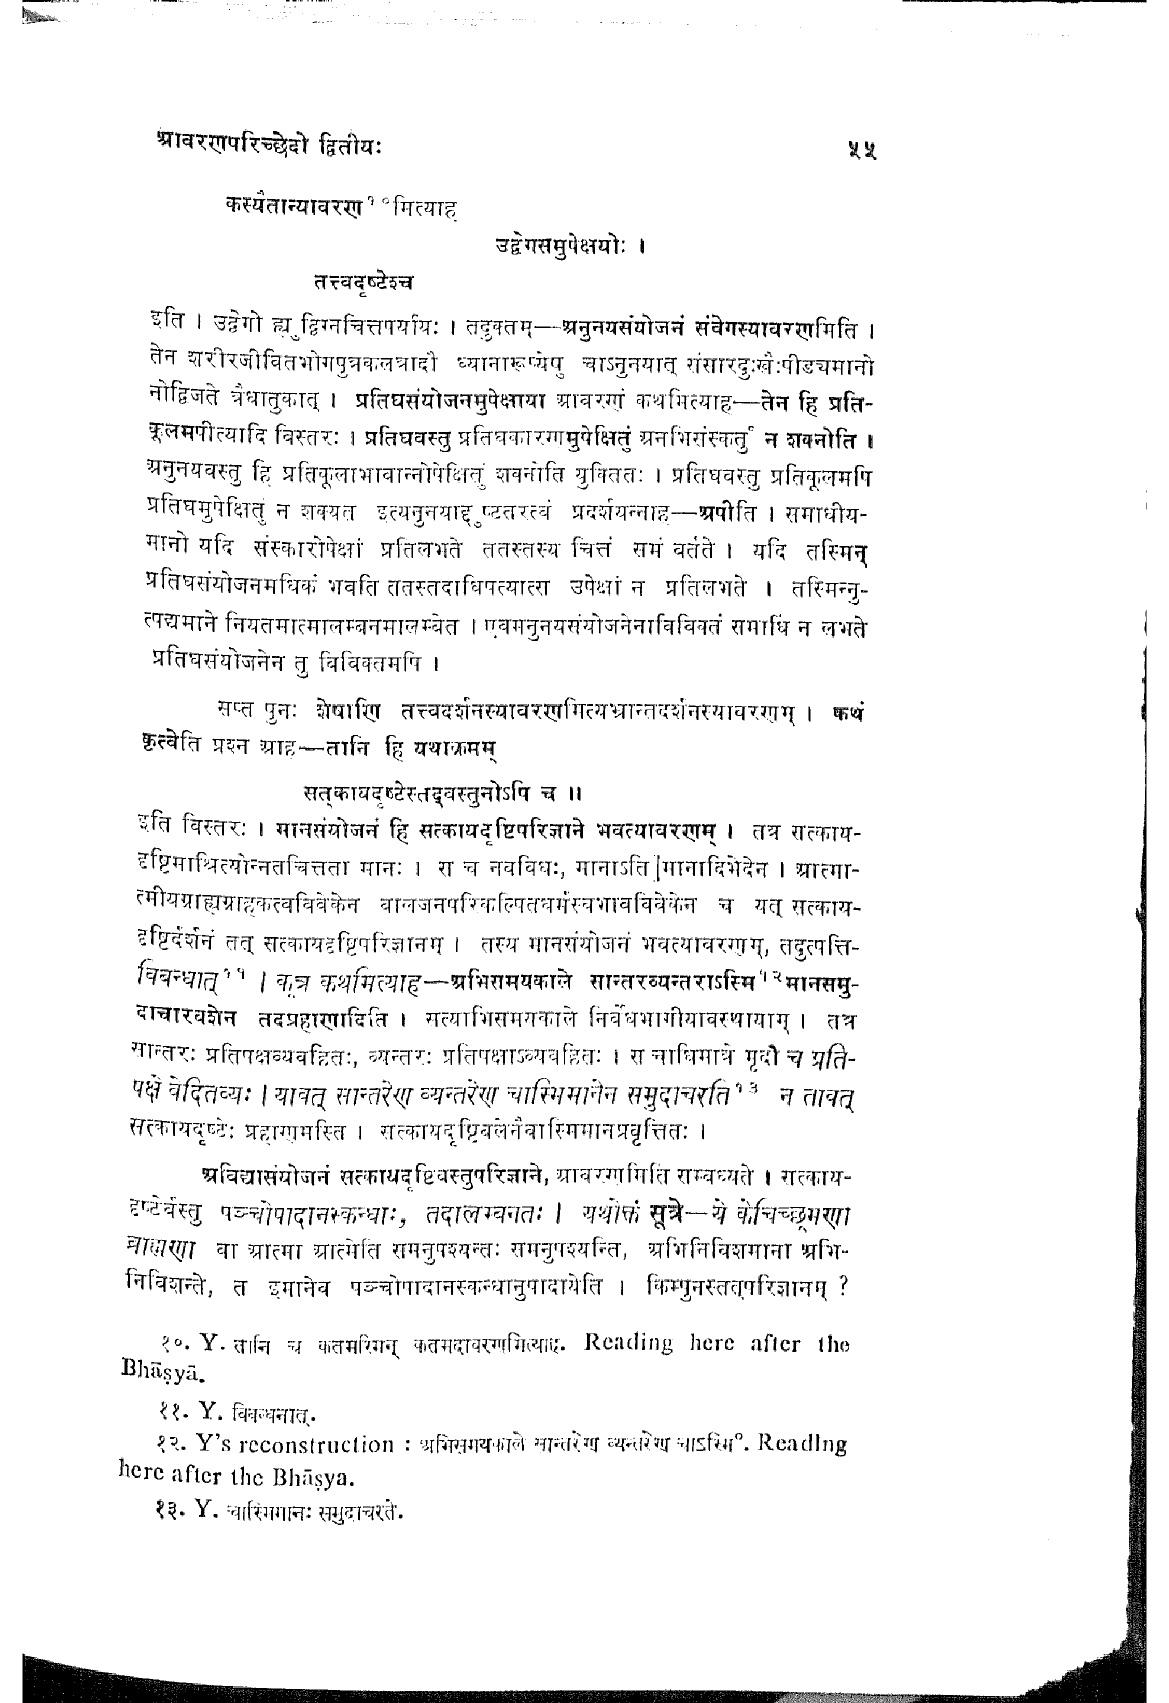 आवरणपरिच्छेदो द्वितीयः ५५
कस्यैतान्यावरण१०मित्याह
उद्वेगसमुपेक्षयोः ।
तत्त्वदृष्टेश्च
इति । उद्वेगो ह्युद्विग्नचित्तपर्यायः । तदुक्तम्—अनुनयसंयोजनं संवेगस्यावरणमिति ।
तेन शरीरजीवितभोगपुत्रकलत्रादौ ध्यानारूप्येषु चाऽनुनयात् संसारदुःखैःपीडचमानो
नोद्विजते त्रैधातुकात् । प्रतिघसंयोजनमुपेक्षाया आवरणं कथमित्याह—तेन हि प्रति-
कूलमपीत्यादि विस्तरः । प्रतिघवस्तु प्रतिघकारणमुपेक्षितुं अनभिसंस्कर्तुं न शक्नोति ।
अनुनयवस्तु हि प्रतिकूलाभावान्नोपेक्षितुं शक्नोति युक्तितः । प्रतिघवस्तु प्रतिकूलमपि
प्रतिघमुपेक्षितुं न शक्यत इत्यनुनयाद्दुष्टतरत्वं प्रदर्शयन्नाह—अपीति । समाधीय-
मानो यदि संस्कारोपेक्षां प्रतिलभते ततस्तस्य चित्तं समं वर्तते । यदि तस्मिन्
प्रतिघसंयोजनमधिकं भवति ततस्तदाधिपत्यात्स उपेक्षां न प्रतिलभते । तस्मिन्नु-
त्पद्यमाने नियतमात्मालम्बनमालम्बेत । एवमनुनयसंयोजनेनाविविक्तं समाधिं न लभते
प्रतिघसंयोजनेन तु विविक्तमपि ।
सप्त पुनः शेषाणि तत्त्वदर्शनस्यावरणमित्यभ्रान्तदर्शनस्यावरणम् । कथं
कृत्वेति प्रश्न आह—तानि हि यथाक्रमम्
सत्कायदृष्टेस्तद्वस्तुनोऽपि च ॥
इति विस्तरः । मानसंयोजनं हि सत्कायदृष्टिपरिज्ञाने भवत्यावरणम् । तत्र सत्काय-
दृष्टिमाश्रित्योन्नतचित्तता मानः । स च नवविधः, मानाऽति|मानादिभेदेन । आत्मा-
त्मीयग्राह्यग्राहकत्वविवेकेन बालजनपरिकल्पितधर्मस्वभावविवेकेन च यत् सत्काय-
दृष्टिर्दर्शनं तत् सत्कायदृष्टिपरिज्ञानम् । तस्य मानसंयोजनं भवत्यावरणम्, तदुत्पत्ति-
विबन्धात्११ । कुत्र कथमित्याह—अभिसमयकाले सान्तरव्यन्तराऽस्मि१२मानसमु-
दाचारवशेन तदप्रहाणादिति । सत्याभिसमयकाले निर्वेधभागीयावस्थायाम् । तत्र
सान्तरः प्रतिपक्षव्यवहितः, व्यन्तरः प्रतिपक्षाऽव्यवहितः । स चाधिमात्रे मृदौ च प्रति-
पक्षे वेदितव्यः । यावत् सान्तरेण व्यन्तरेण चास्मिमानेन समुदाचरति१३ न तावत्
सत्कायदृष्टेः प्रहाणमस्ति । सत्कायदृष्टिबलेनैवास्मिमानप्रवृत्तितः ।
अविद्यासंयोजनं सत्कायदृष्टिवस्तुपरिज्ञाने, आवरणमिति सम्बध्यते । सत्काय-
दृष्टेर्वस्तु पञ्चोपादानस्कन्धाः, तदालम्बनतः । यथोक्तं सूत्रे—ये केचिच्छ्रमणा
ब्राह्मणा वा आत्मा आत्मेति समनुपश्यन्तः समनुपश्यन्ति, अभिनिविशमाना अभि-
निविशन्ते, त इमानेव पञ्चोपादानस्कन्धानुपादायेति । किम्पुनस्तत्परिज्ञानम् ?
१०. Y. तानि च कतमस्मिन् कतमदावरणमित्याह. Reading here after the
Bhāṣyā.
११. Y. विबन्धनात्.
१२. Y's reconstruction : अभिसमयकाले सान्तरेण व्यन्तरेण चाऽस्मि°. Reading
here after the Bhāṣya.
१३. Y. चास्मिमानः समुदाचरते.